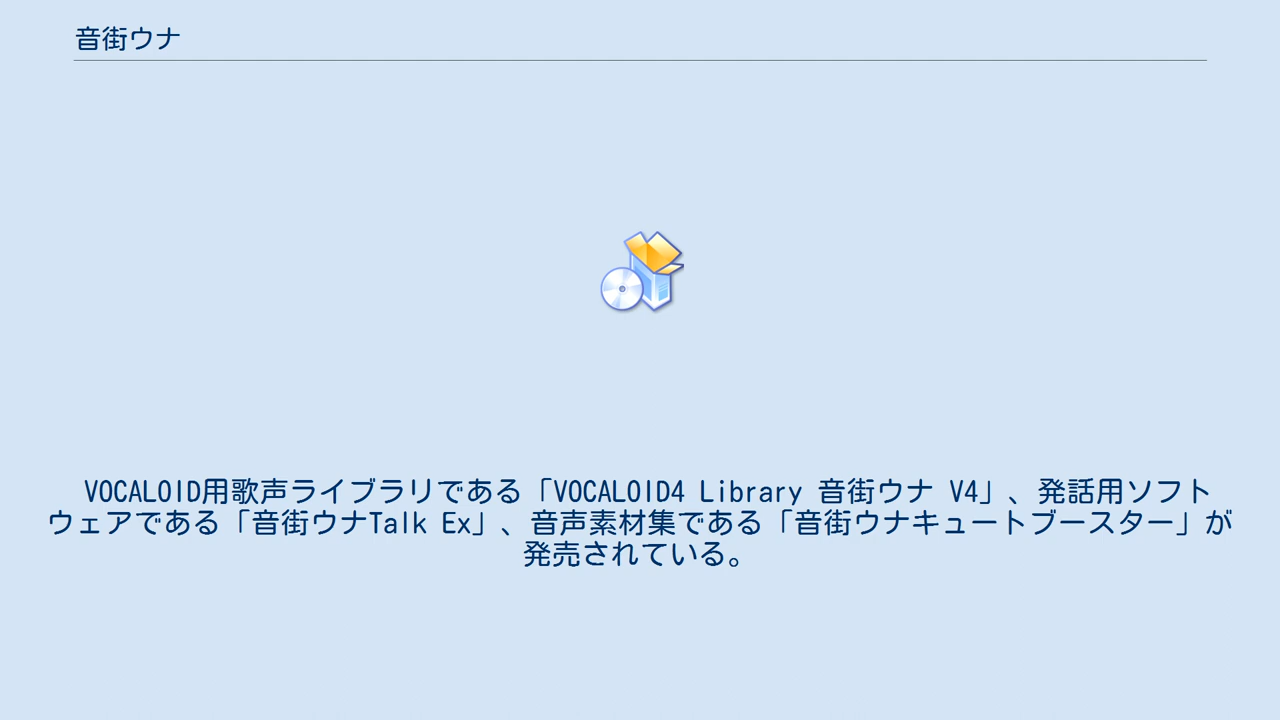 音街ウナ
VOCALOID用歌声ライブラリである「VOCALOID4 Library 音街ウナ V4」、発話用ソフト
ウェアである「音街ウナTalk Ex」、音声素材集である「音街ウナキュートブースター」が
発売されている。